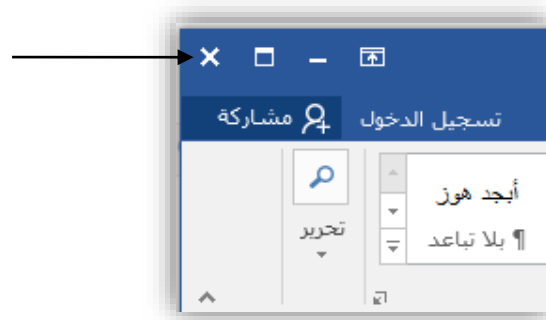 تسجيل الدخول مشاركة
أبجد هوز
¶ بلا تباعد
تحرير